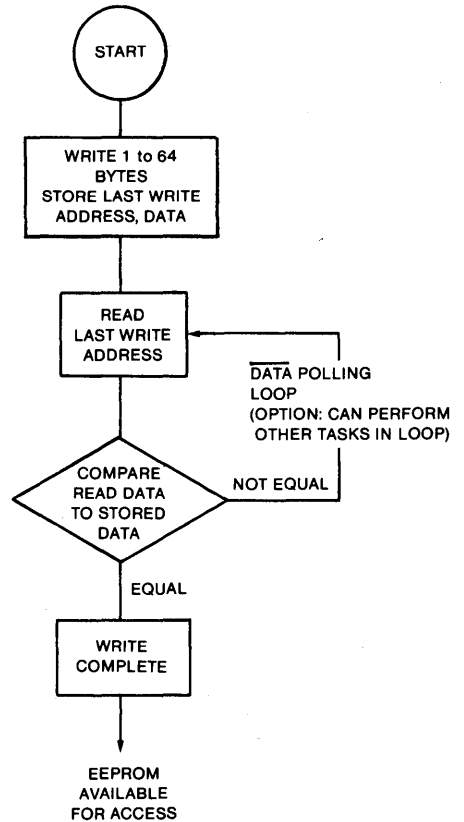 START
WRITE 1 to 64
BYTES
STORE LAST WRITE
ADDRESS, DATA
READ
LAST WRITE
ADDRESS
DATA POLLING
LOOP
(OPTION: CAN PERFORM
OTHER TASKS IN LOOP)
COMPARE
READ DATA
TO STORED
DATA
NOT EQUAL
EQUAL
WRITE
COMPLETE
EEPROM
AVAILABLE
FOR ACCESS